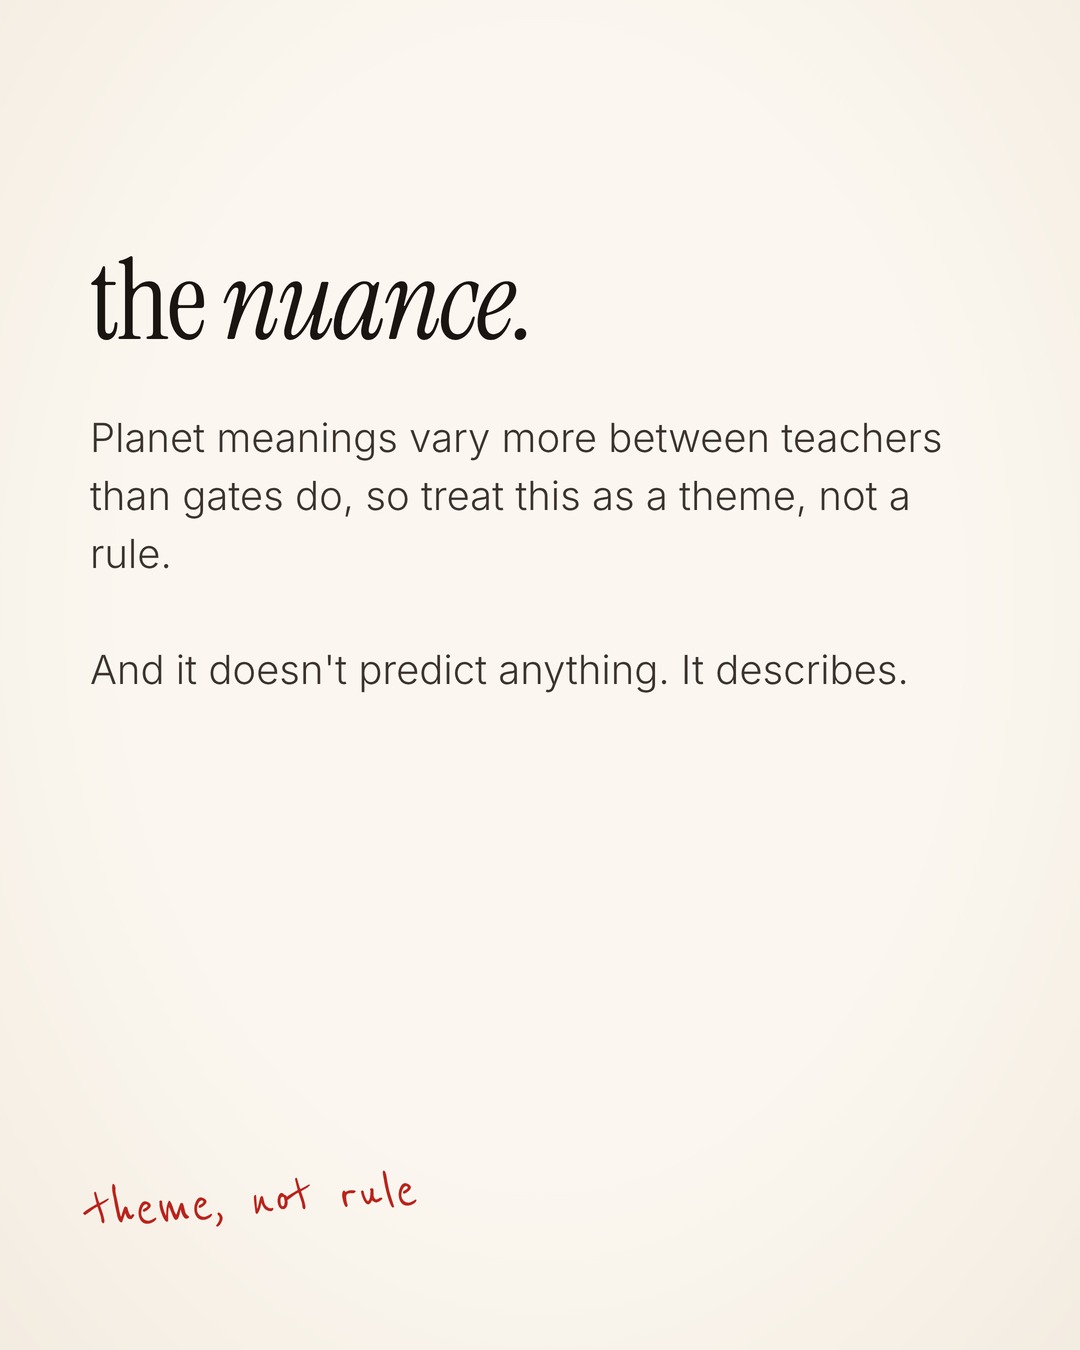 the nuance.
Planet meanings vary more between teachers
than gates do, so treat this as a theme, not a
rule.
And it doesn't predict anything. It describes.
theme, not rule